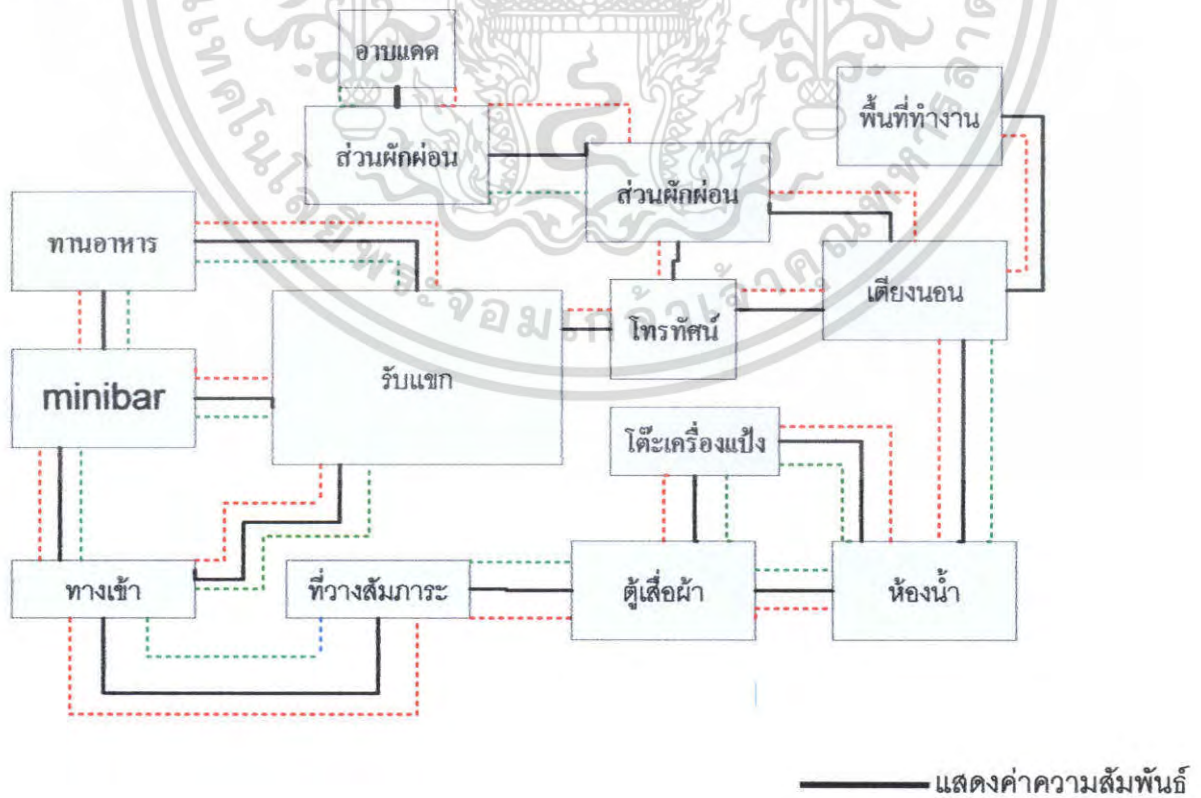 อาบแดด
พื้นที่ทำงาน
ส่วนผักผ่อน
ส่วนผักผ่อน
ทานอาหาร
เตียงนอน
โทรทัศน์
รับแขก
minibar
โต๊ะเครื่องแป้ง
ทางเข้า
ที่วางสัมภาระ
ตู้เสื้อผ้า
ห้องน้ำ
แสดงค่าความสัมพันธ์